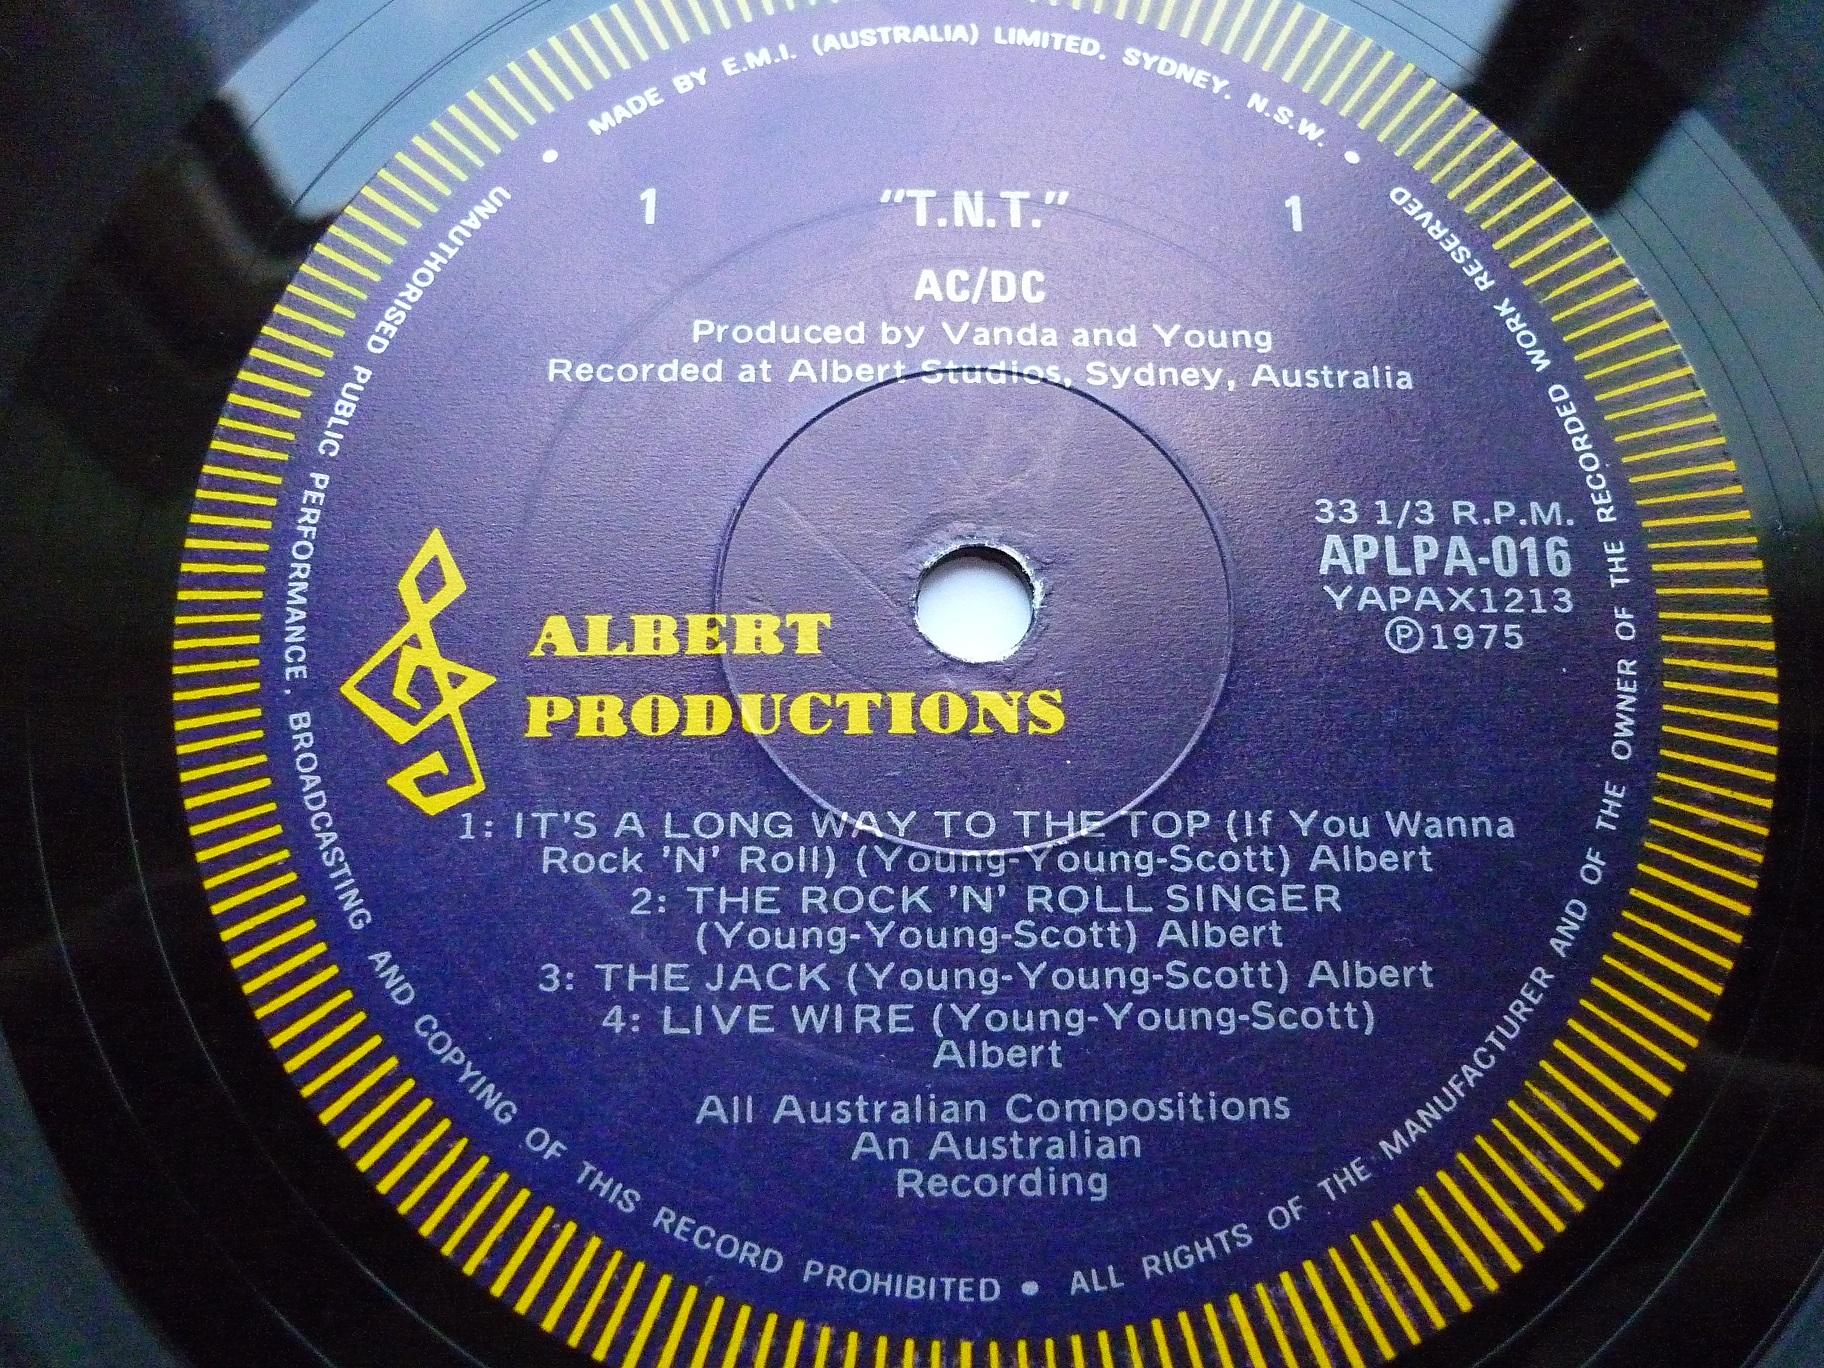 MADE BY E.M.I. (AUSTRALIA) LIMITED. SYDNEY. N.S.W.
1 "T.N.T." 1
AC/DC
Produced by Vanda and Young
Recorded at Albert Studios, Sydney, Australia
33 1/3 R.P.M.
APLPA-016
YAPAX1213
Ⓟ1975
ALBERT
PRODUCTIONS
1: IT'S A LONG WAY TO THE TOP (If You Wanna
Rock 'N' Roll) (Young-Young-Scott) Albert
2: THE ROCK 'N' ROLL SINGER
(Young-Young-Scott) Albert
3: THE JACK (Young-Young-Scott) Albert
4: LIVE WIRE (Young-Young-Scott)
Albert
All Australian Compositions
An Australian
Recording
UNAUTHORISED PUBLIC PERFORMANCE, BROADCASTING AND COPYING OF THIS RECORD PROHIBITED • ALL RIGHTS OF THE MANUFACTURER AND OF THE OWNER OF THE RECORDED WORK RESERVED